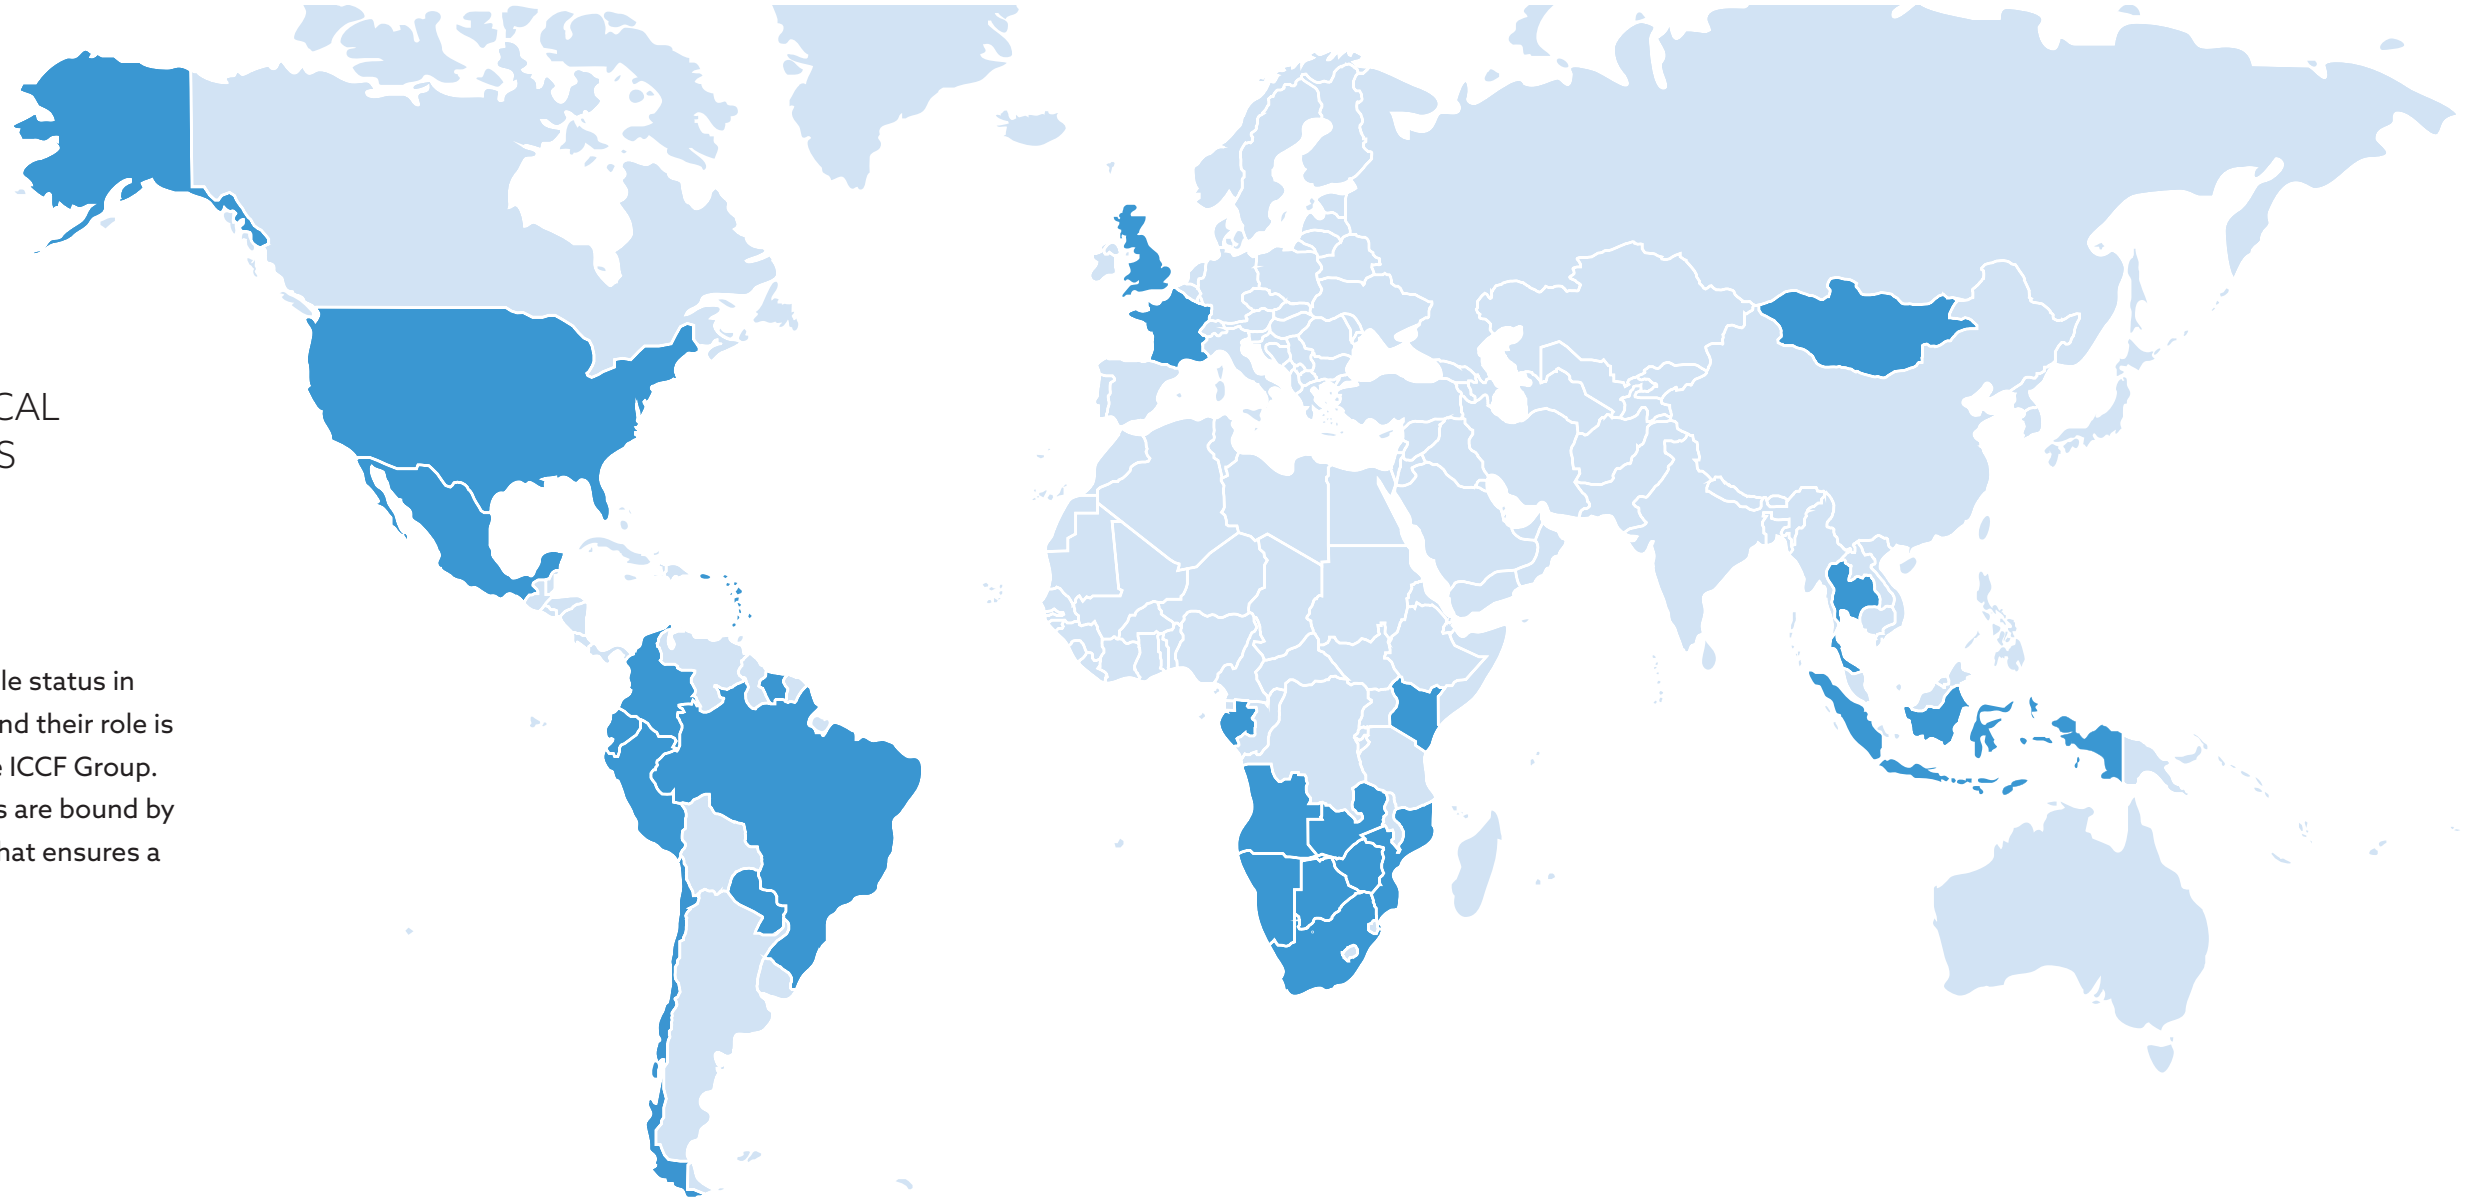 CAL
S
le status in
nd their role is
e ICCF Group.
s are bound by
hat ensures a